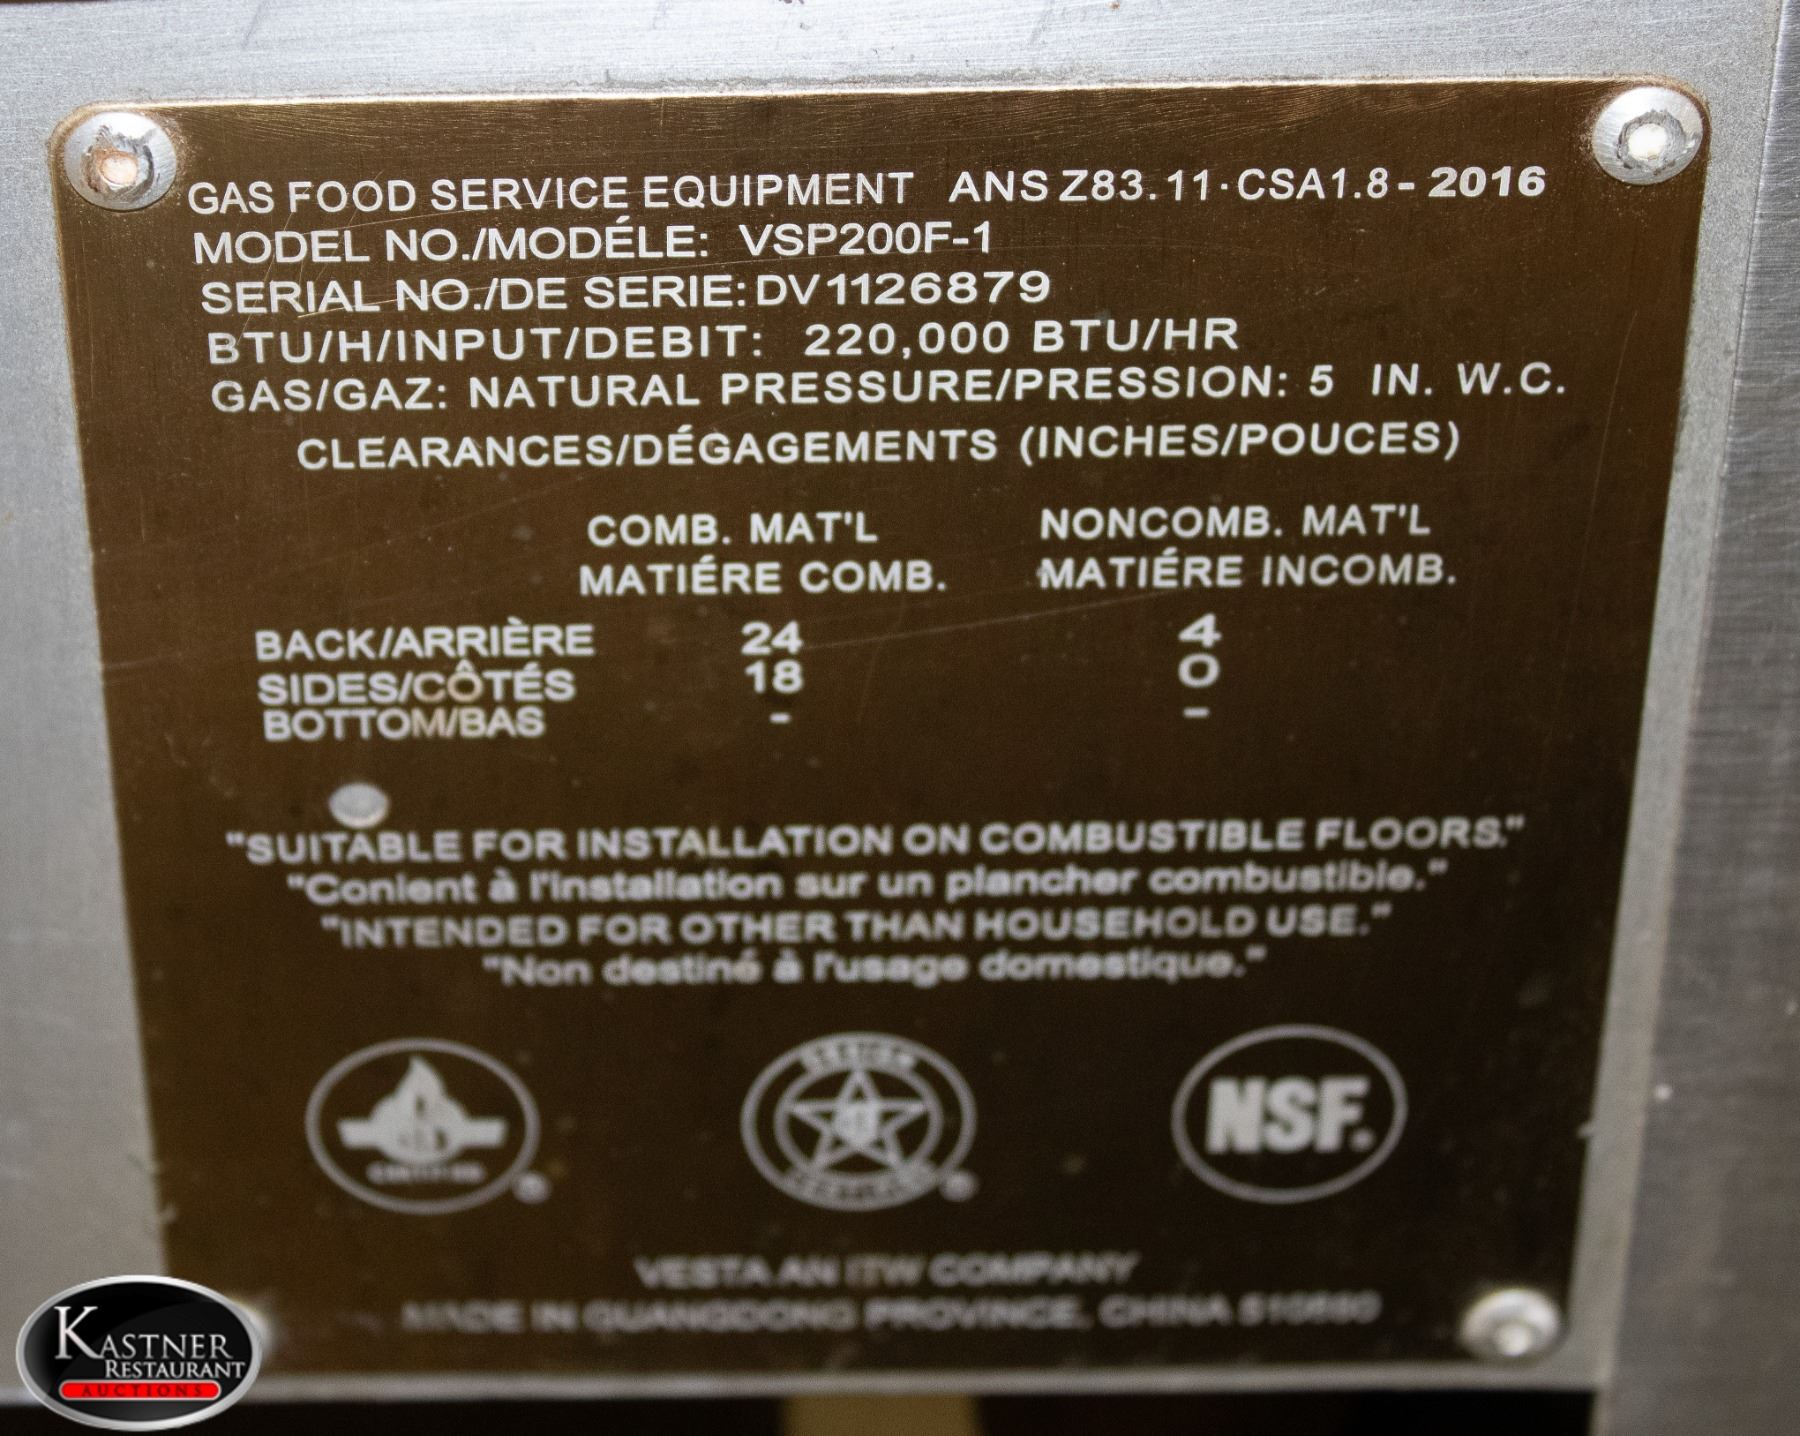 GAS FOOD SERVICE EQUIPMENT ANS Z83.11·CSA1.8- 2016
MODEL NO./MODÉLE: VSP200F-1
SERIAL NO./DE SERIE: DV1126879
BTU/H/INPUT/DEBIT: 220,000 BTU/HR
GAS/GAZ: NATURAL PRESSURE/PRESSION: 5 IN. W.C.
CLEARANCES/DÉGAGEMENTS (INCHES/POUCES)
COMB. MAT'L NONCOMB. MAT'L
MATIÉRE COMB. MATIÉRE INCOMB.
BACK/ARRIÈRE 24 4
SIDES/CÔTÉS 18 0
BOTTOM/BAS - -
"SUITABLE FOR INSTALLATION ON COMBUSTIBLE FLOORS."
"Conient à l'installation sur un plancher combustible."
"INTENDED FOR OTHER THAN HOUSEHOLD USE."
"Non destiné à l'usage domestique."
DESIGN
CERTIFIED
CERTIFIED
®
®
NSF.
VESTA AN ITW COMPANY
MADE IN GUANGDONG PROVINCE, CHINA
KASTNER
RESTAURANT
AUCTIONS